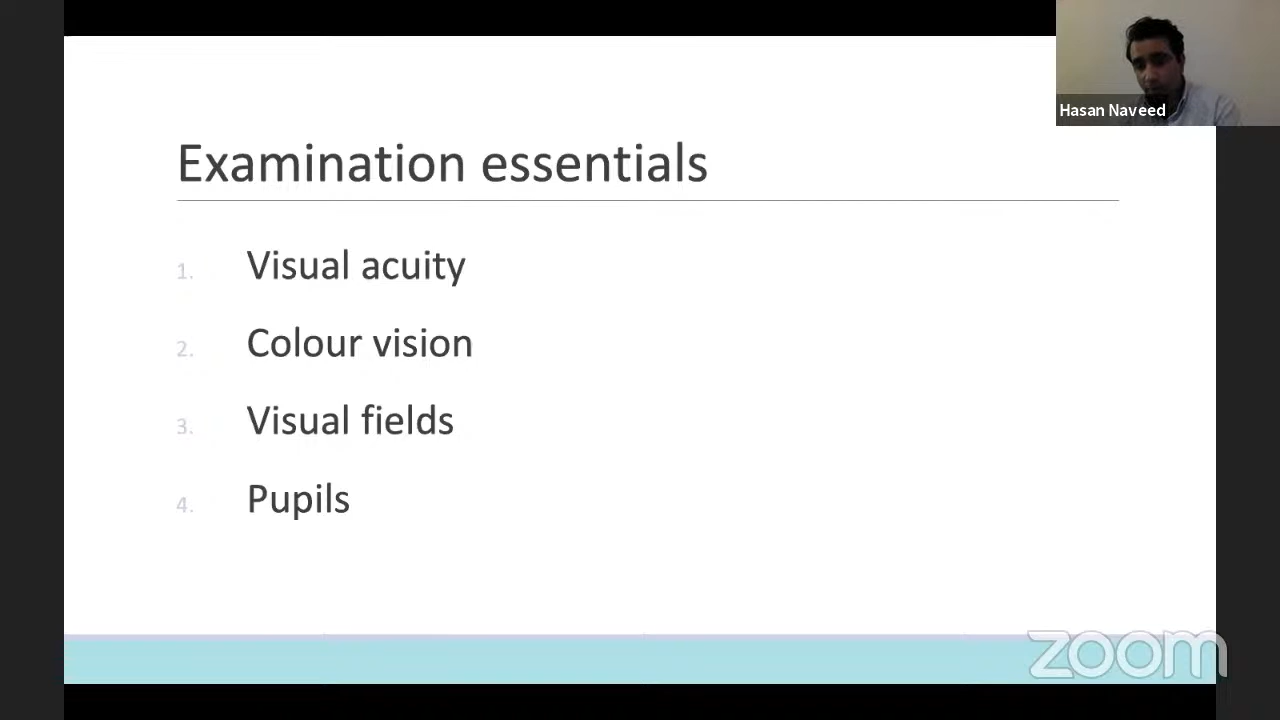 Hasan Naveed
Examination essentials
1. Visual acuity
2. Colour vision
3. Visual fields
4. Pupils
zoom